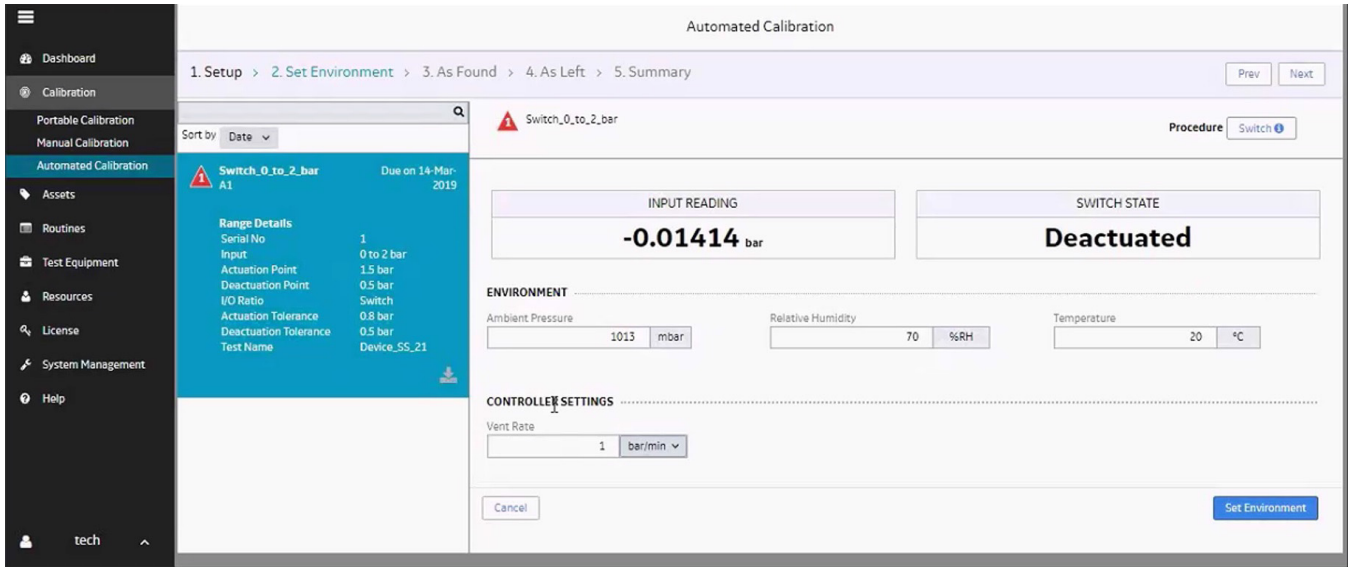 Automated Calibration
Dashboard
Calibration
Portable Calibration
Manual Calibration
Automated Calibration
Assets
Routines
Test Equipment
Resources
License
System Management
Help
tech
1. Setup > 2. Set Environment > 3. As Found > 4. As Left > 5. Summary
Prev Next
Sort by Date
1 Switch_0_to_2_bar Due on 14-Mar-
A1 2019
Range Details
Serial No 1
Input 0 to 2 bar
Actuation Point 1.5 bar
Deactuation Point 0.5 bar
I/O Ratio Switch
Actuation Tolerance 0.8 bar
Deactuation Tolerance 0.5 bar
Test Name Device_SS_21
1 Switch_0_to_2_bar
Procedure Switch
INPUT READING
-0.01414 bar
SWITCH STATE
Deactuated
ENVIRONMENT
Ambient Pressure Relative Humidity Temperature
1013 mbar 70 %RH 20 °C
CONTROLLER SETTINGS
Vent Rate
1 bar/min
Cancel Set Environment